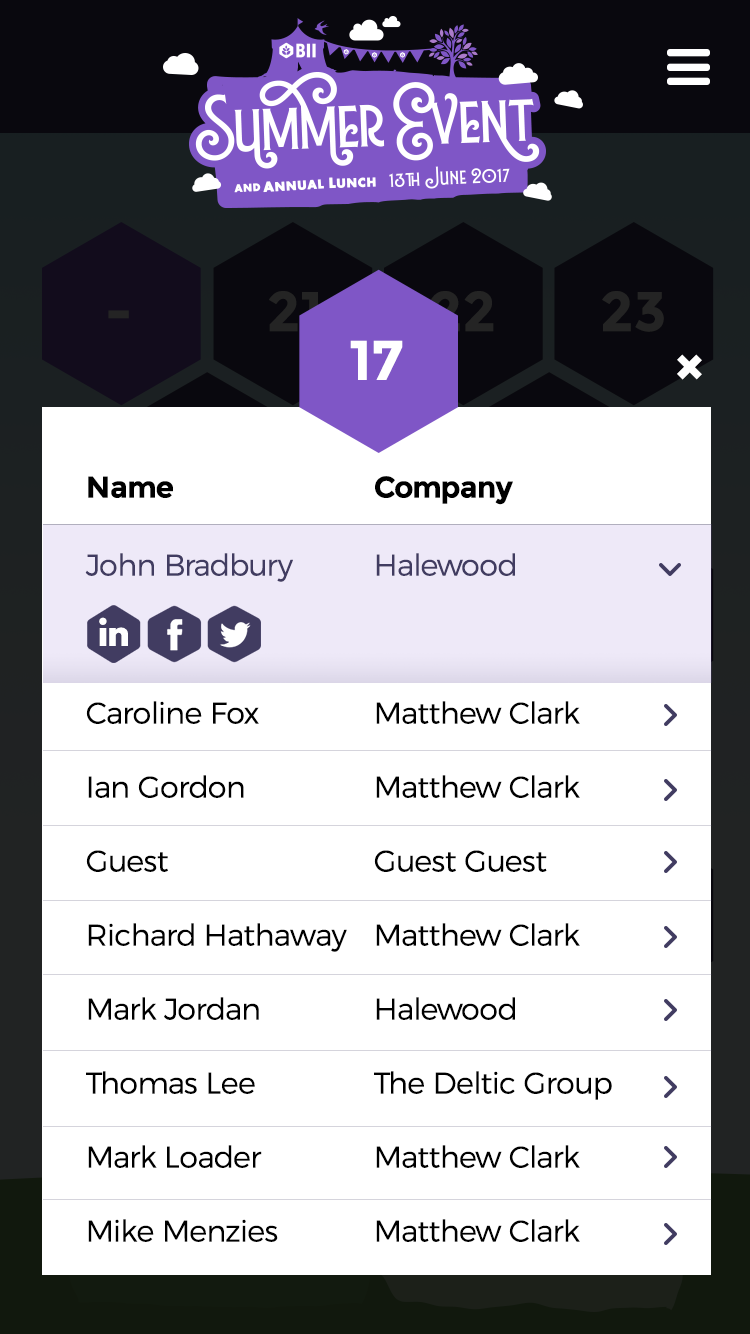 BII
SUMMER EVENT
AND ANNUAL LUNCH 13TH JUNE 2017
- 21 22 23
17
Name Company
John Bradbury Halewood
in f
Caroline Fox Matthew Clark
Ian Gordon Matthew Clark
Guest Guest Guest
Richard Hathaway Matthew Clark
Mark Jordan Halewood
Thomas Lee The Deltic Group
Mark Loader Matthew Clark
Mike Menzies Matthew Clark